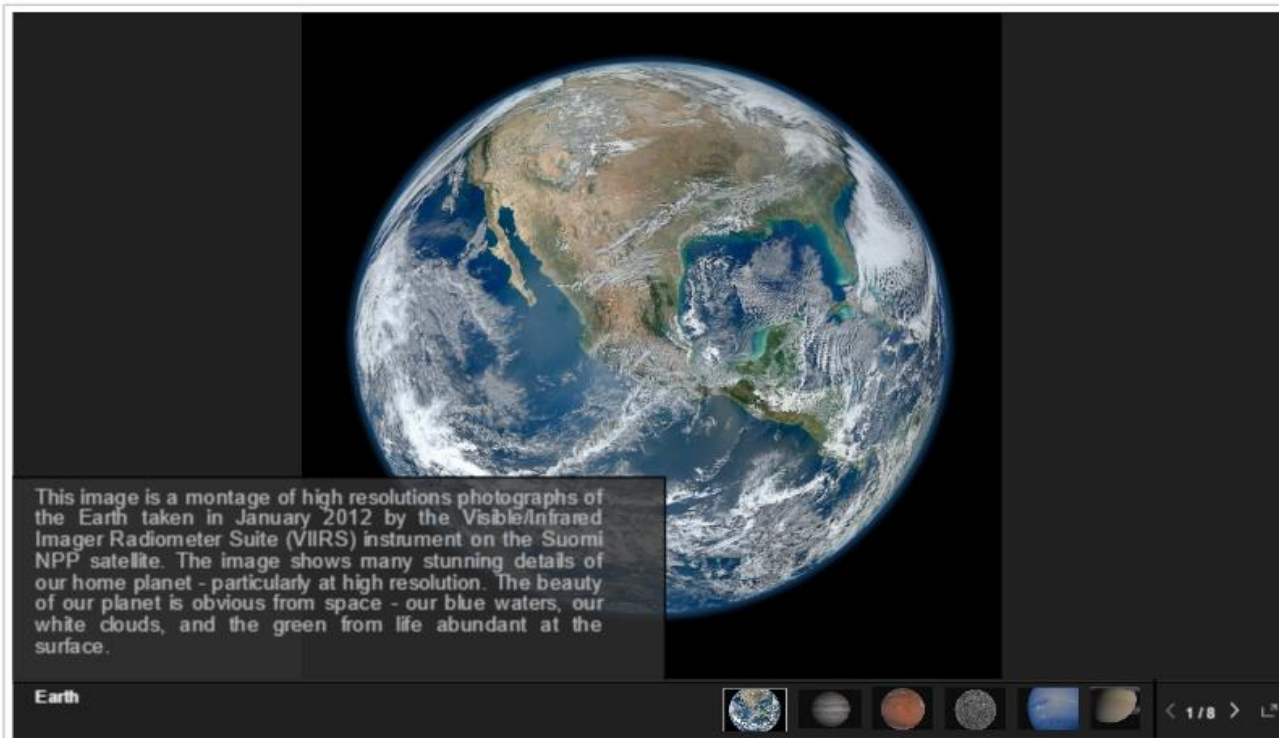 This image is a montage of high resolutions photographs of
the Earth taken in January 2012 by the Visible/Infrared
Imager Radiometer Suite (VIIRS) instrument on the Suomi
NPP satellite. The image shows many stunning details of
our home planet - particularly at high resolution. The beauty
of our planet is obvious from space - our blue waters, our
white clouds, and the green from life abundant at the
surface.
Earth
1/8